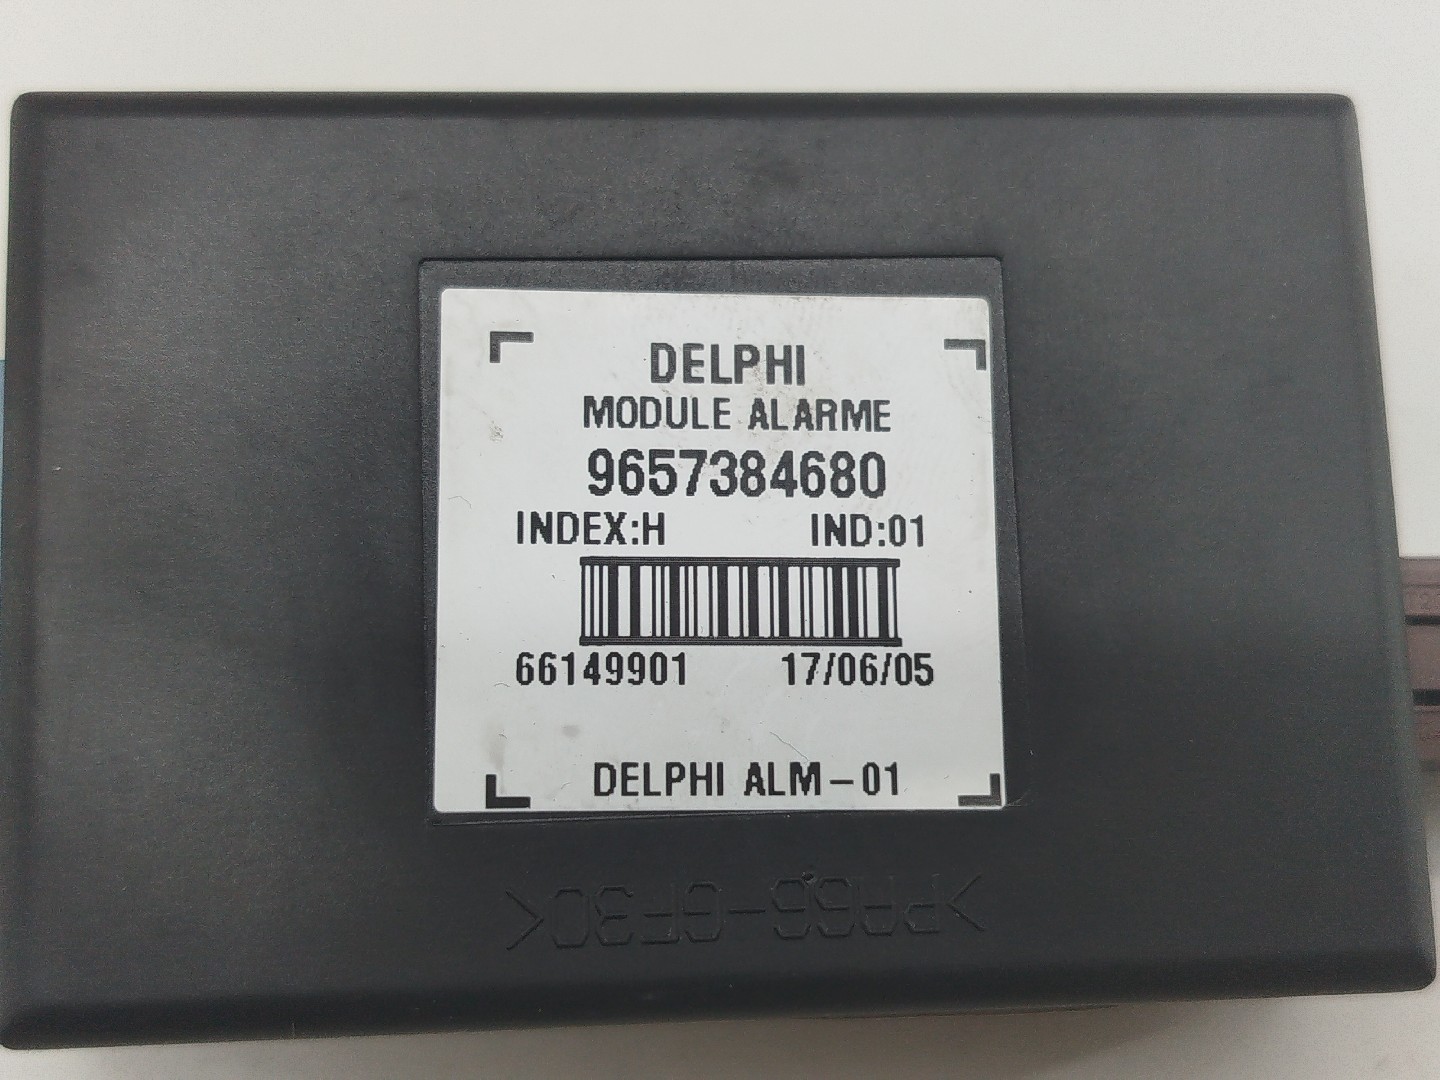 DELPHI
MODULE ALARME
9657384680
INDEX:H IND:01
66149901 17/06/05
DELPHI ALM-01
>PA66-GF30<